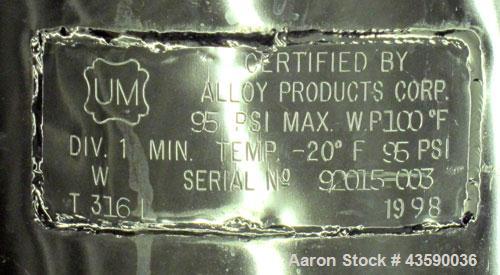 UM
CERTIFIED BY
ALLOY PRODUCTS CORP.
95 PSI MAX. W.P. 100 °F
DIV. 1 MIN. TEMP. -20° F 95 PSI
W SERIAL Nº 92015-003
T 316 L 1998
Aaron Stock # 43590036